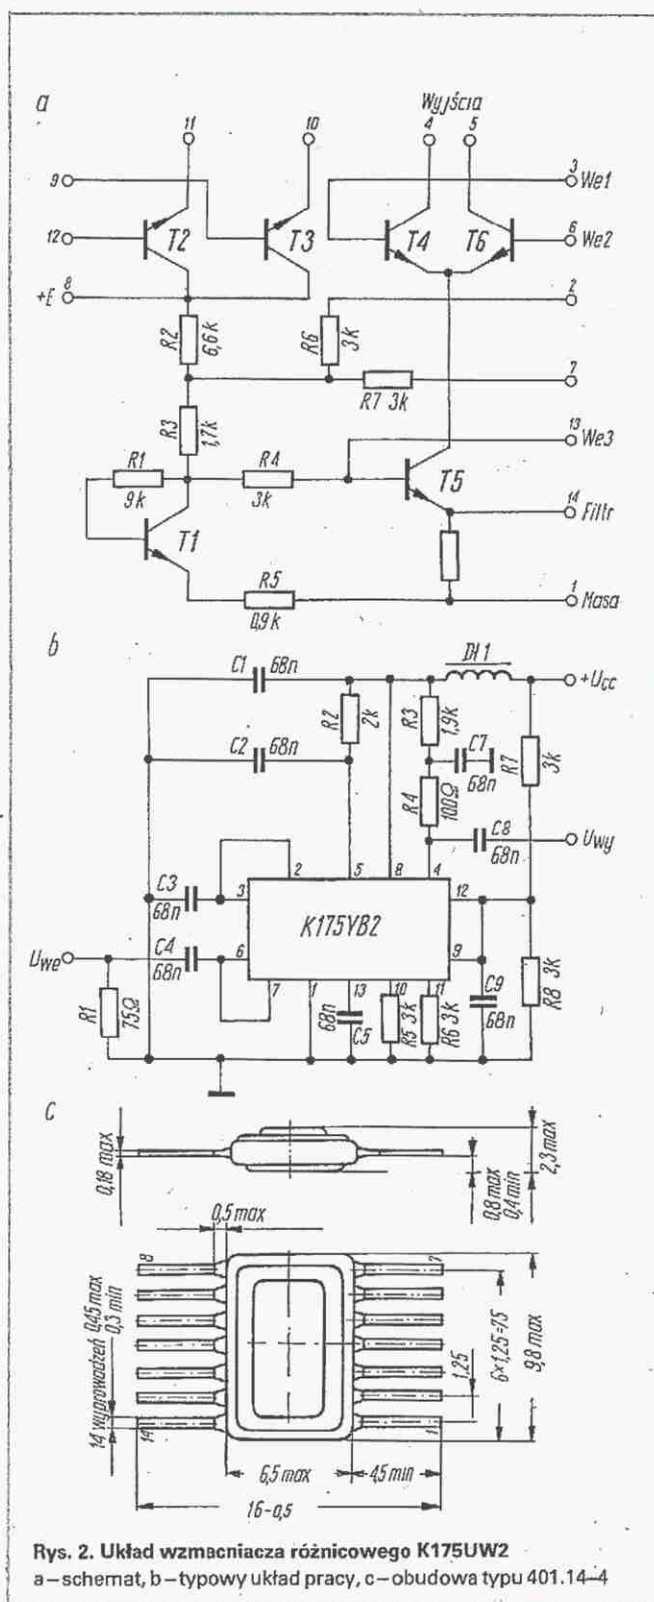 a
Wyjścia
11
10
4
5
9
3 We1
12
T2
T3
T4
T6
6 We2
+E 8
R2 6,6k
R6 3k
2
R7 3k
7
R3 1,7k
13 We3
R1 9k
R4 3k
T5
14 Filtr
T1
R5 0,9k
1 Masa
b
C1 68n
Dł1
+Ucc
R2 2k
R3 1,9k
C7 68n
R7 3k
C2 68n
R4 100Ω
C8 68n
Uwy
2
5
8
4
C3 68n
3
12
K175YB2
Uwe
C4 68n
6
9
7
1
13
10
11
R1 75Ω
68n C5
R5 3k
R6 3k
C9 68n
R8 3k
c
0,18 max
2,3 max
0,8 max
0,4 min
0,5 max
8
7
14 wyprowadzeń 0,45 max
0,3 min
1,25
6×1,25=7,5
9,8 max
14
1
6,5 max
4,5 min
16-0,5
Rys. 2. Układ wzmacniacza różnicowego K175UW2
a – schemat, b – typowy układ pracy, c – obudowa typu 401.14–4